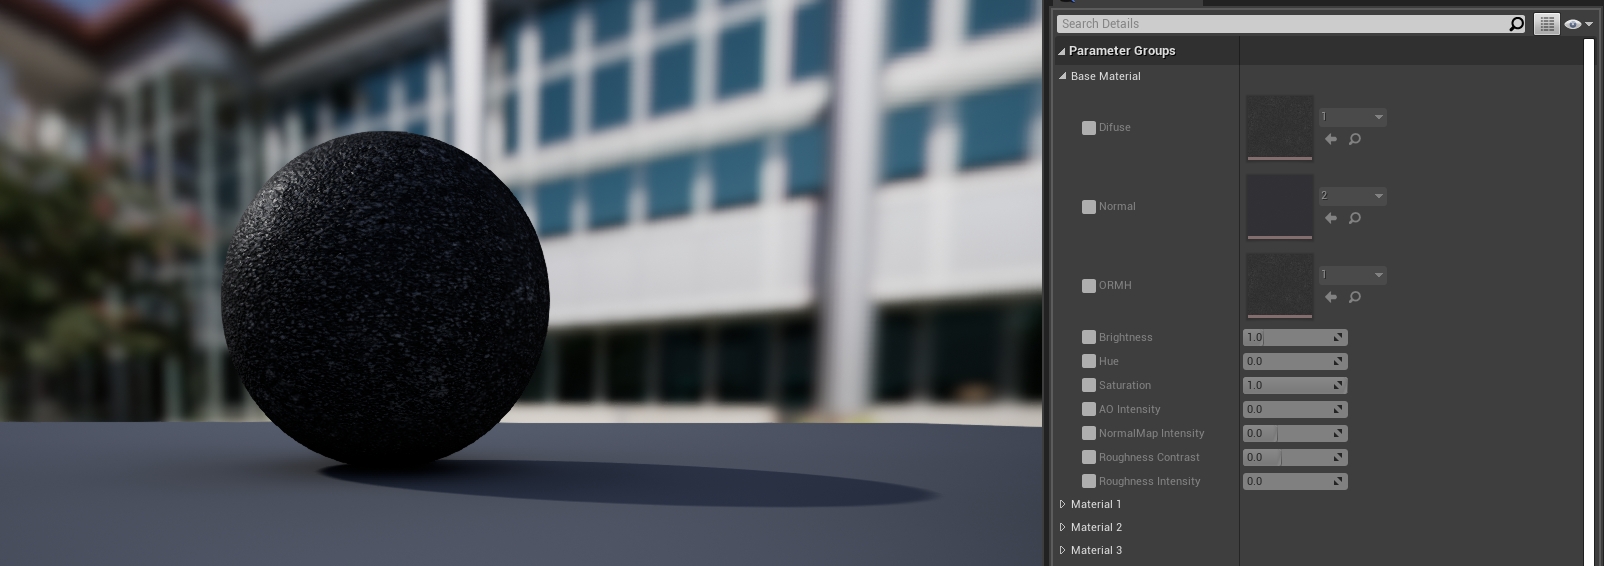 Search Details
Parameter Groups
Base Material
Difuse
1
Normal
2
ORMH
1
Brightness 1.0
Hue 0.0
Saturation 1.0
AO Intensity 0.0
NormalMap Intensity 0.0
Roughness Contrast 0.0
Roughness Intensity 0.0
Material 1
Material 2
Material 3